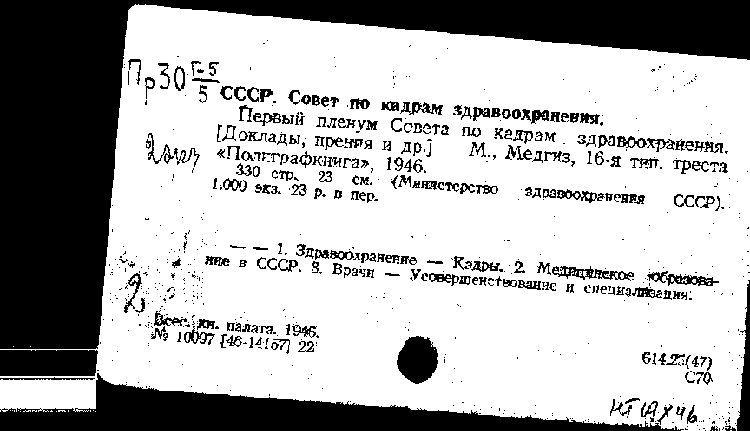 Пр30 Г-5/5
СССР. Совет по кадрам здравоохранения.
Первый пленум Совета по кадрам здравоохранения.
[Доклады, прения и др.] М., Медгиз, 16-я тип. треста
«Полиграфкнига», 1946.
330 стр. 23 см. (Министерство здравоохранения СССР).
1.000 экз. 23 р. в пер.
— — 1. Здравоохранение — Кадры. 2. Медицинское образова-
ние в СССР. 3. Врачи — Усовершенствование и специализация.
2
Всес. кн. палата. 1946.
№ 10097 [46-14157] 22
614.23(47)
С70